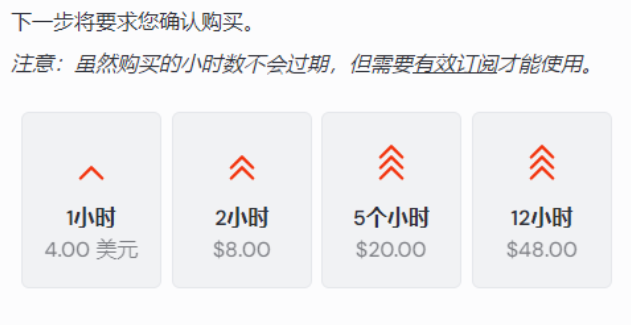 下一步将要求您确认购买。
注意：虽然购买的小时数不会过期，但需要有效订阅才能使用。
1小时
4.00 美元
2小时
$8.00
5个小时
$20.00
12小时
$48.00